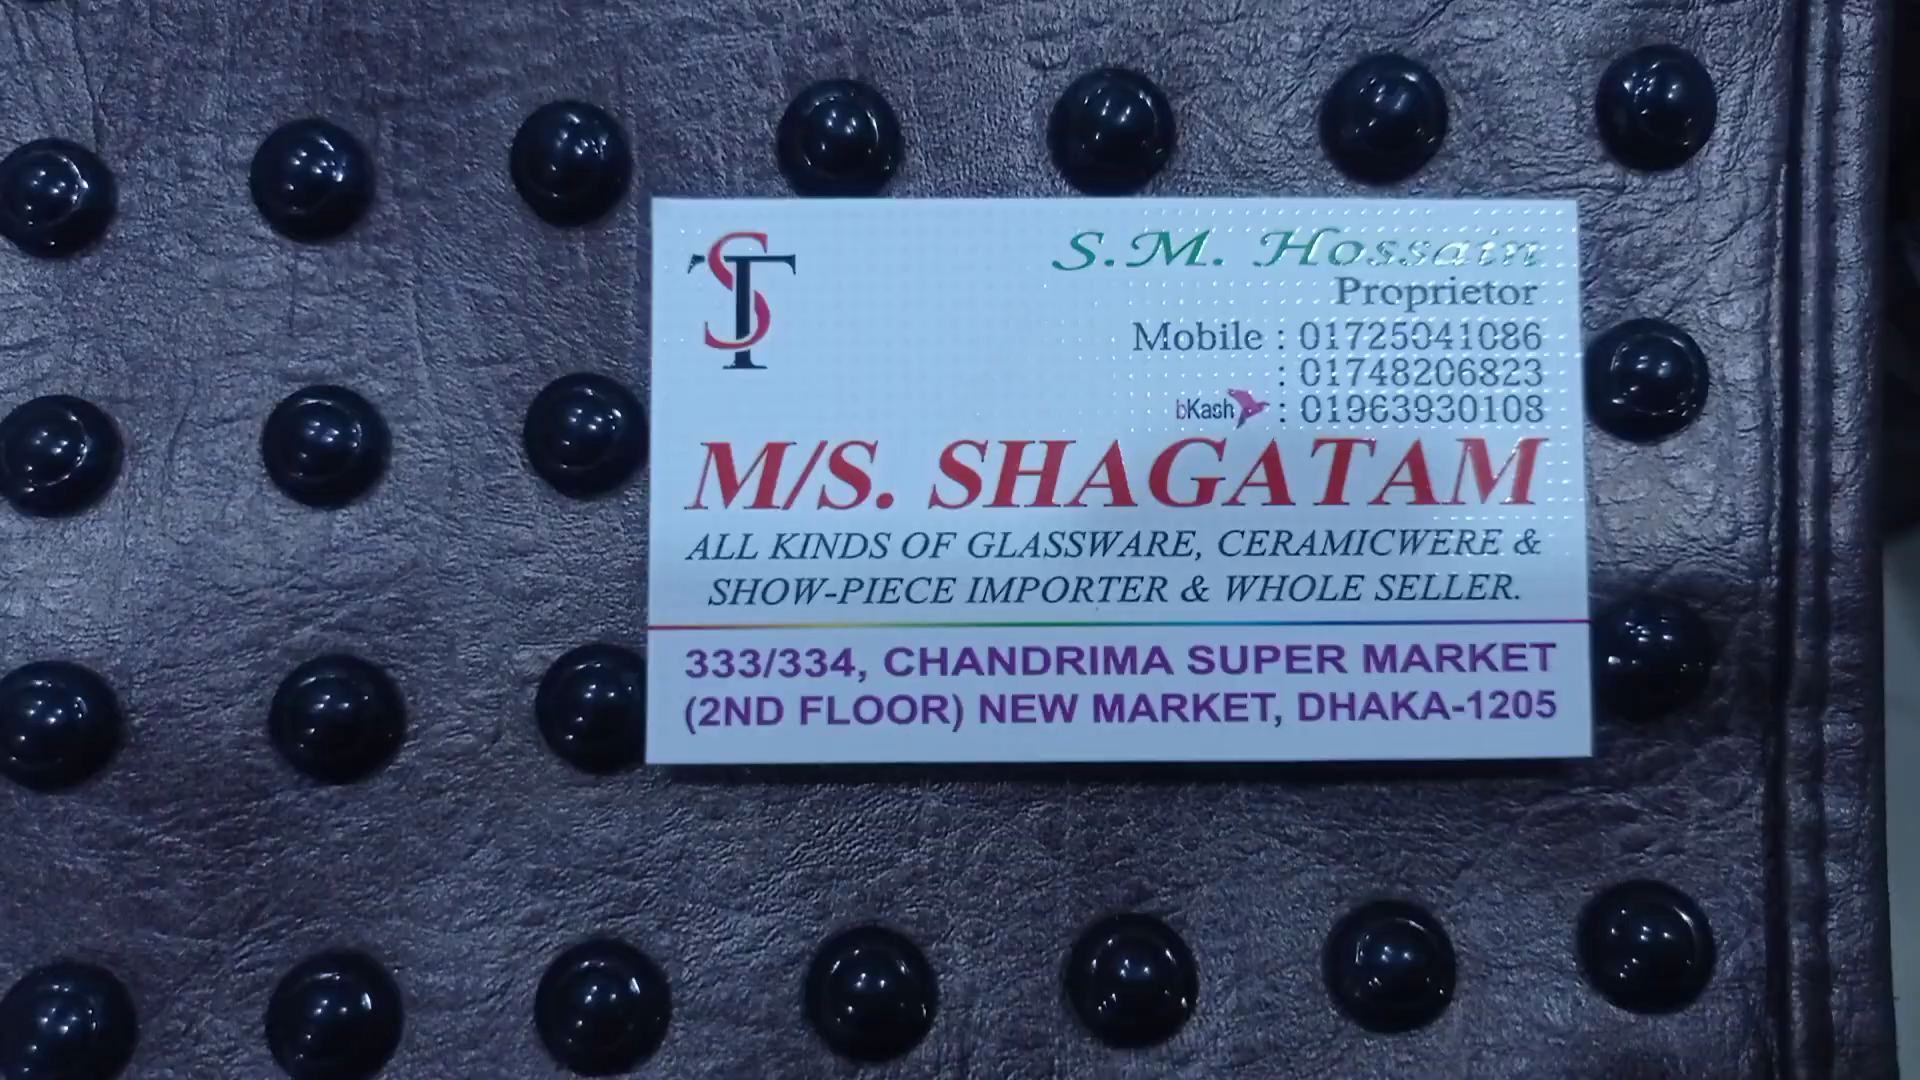 ST
S.M. Hossain
Proprietor
Mobile : 01725041086
: 01748206823
bKash : 01963930108
M/S. SHAGATAM
ALL KINDS OF GLASSWARE, CERAMICWERE &
SHOW-PIECE IMPORTER & WHOLE SELLER.
333/334, CHANDRIMA SUPER MARKET
(2ND FLOOR) NEW MARKET, DHAKA-1205